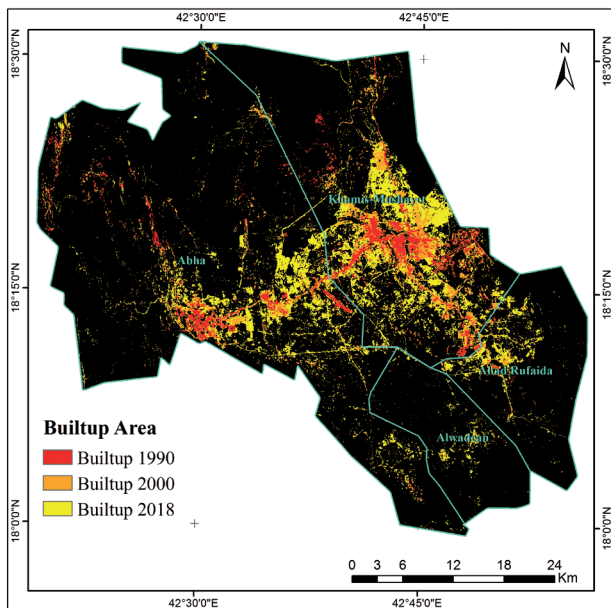 42°30'0"E 42°45'0"E
18°30'0"N 18°30'0"N
N
Khamis Mushayet
Abha
18°15'0"N 18°15'0"N
Ahad Rufaida
Builtup Area
Alwadean
Builtup 1990
Builtup 2000
Builtup 2018
18°0'0"N 18°0'0"N
0 3 6 12 18 24
Km
42°30'0"E 42°45'0"E